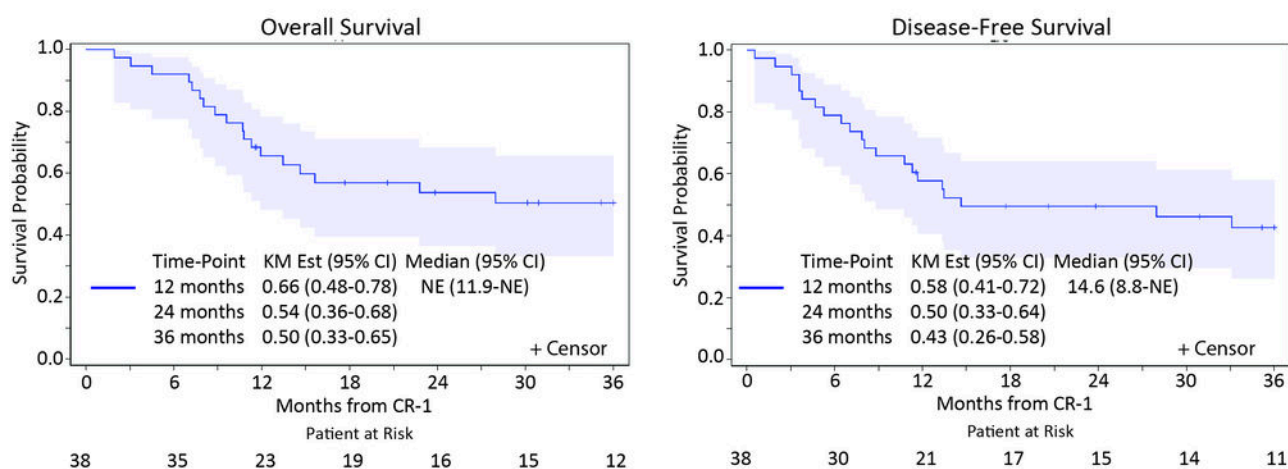 Overall Survival
1.0
0.8
0.6
0.4
0.2
0.0
Survival Probability
Time-Point KM Est (95% CI) Median (95% CI)
12 months 0.66 (0.48-0.78) NE (11.9-NE)
24 months 0.54 (0.36-0.68)
36 months 0.50 (0.33-0.65)
+ Censor
0 6 12 18 24 30 36
Months from CR-1
Patient at Risk
38 35 23 19 16 15 12
Disease-Free Survival
1.0
0.8
0.6
0.4
0.2
0.0
Survival Probability
Time-Point KM Est (95% CI) Median (95% CI)
12 months 0.58 (0.41-0.72) 14.6 (8.8-NE)
24 months 0.50 (0.33-0.64)
36 months 0.43 (0.26-0.58)
+ Censor
0 6 12 18 24 30 36
Months from CR-1
Patient at Risk
38 30 21 17 15 14 11